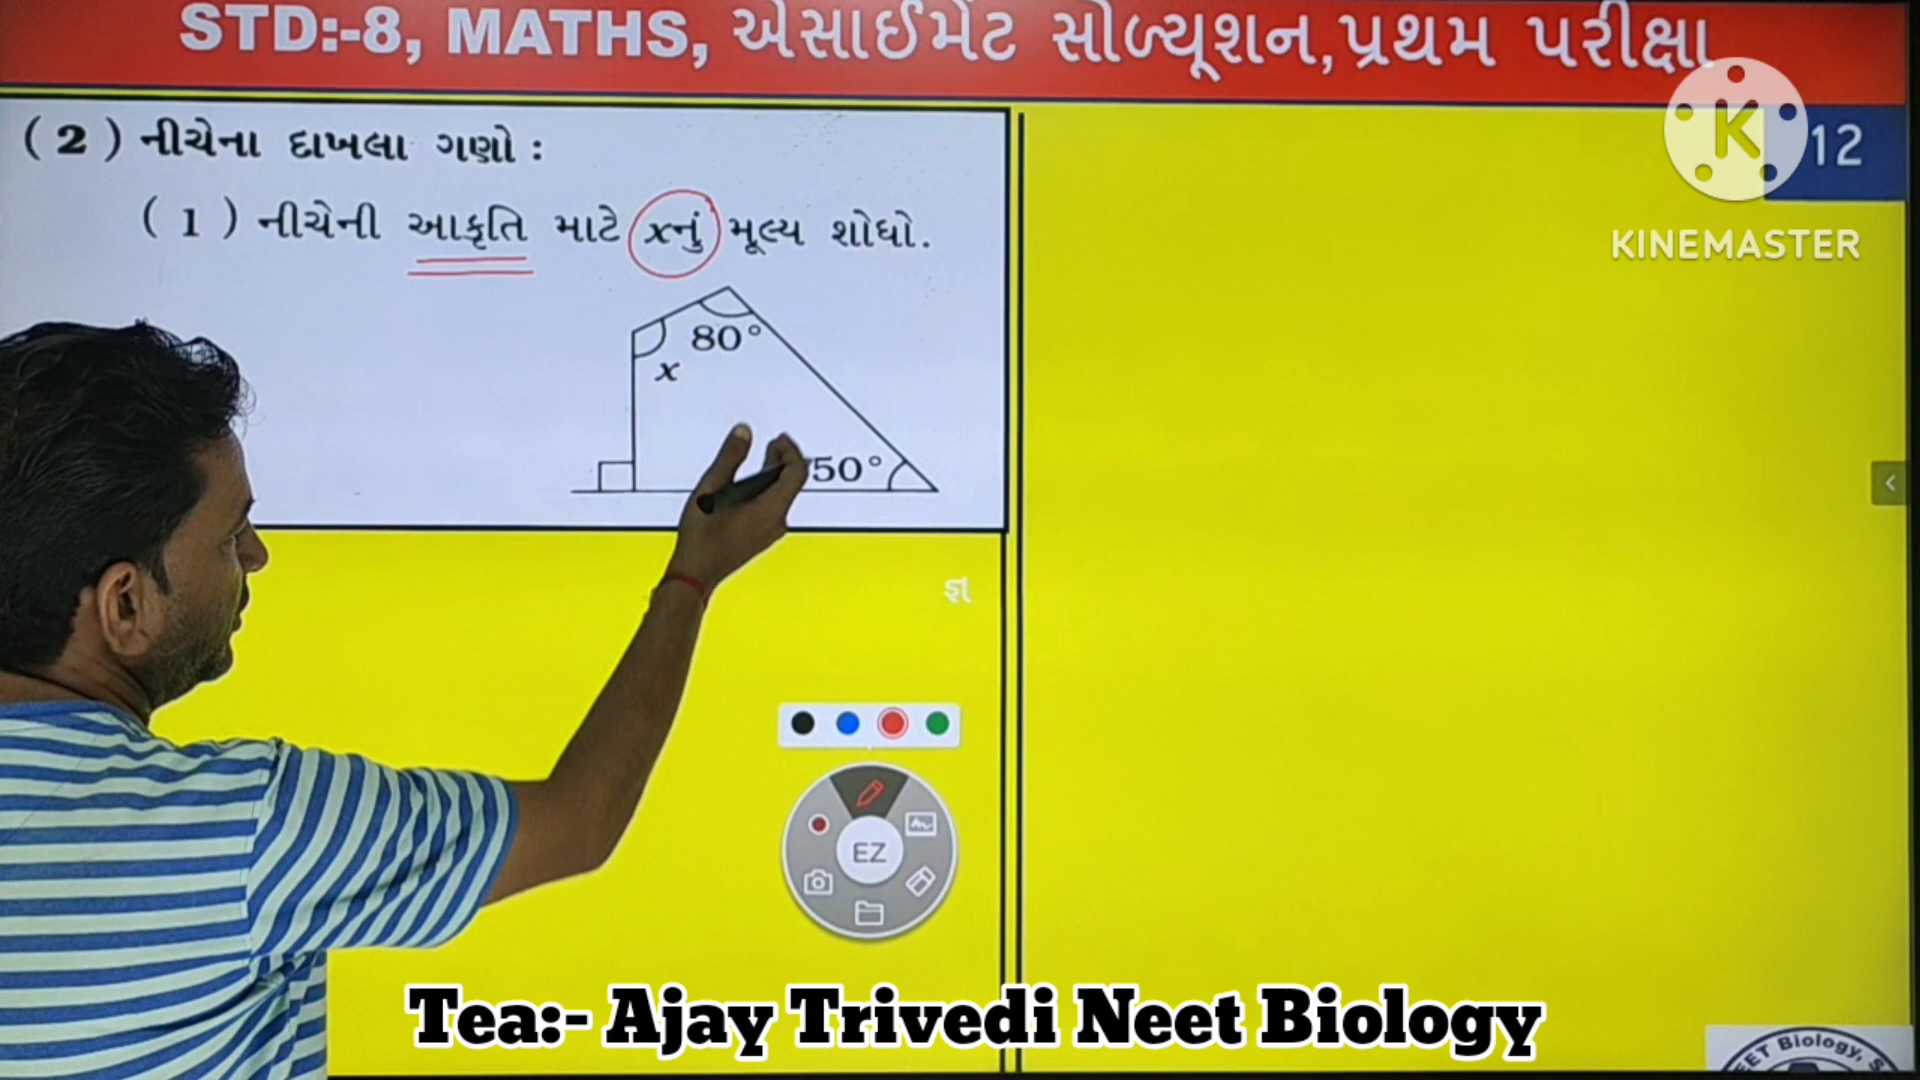 STD:-8, MATHS, એસાઈમેંટ સોળ્યૂશન,પ્રથમ પરીક્ષા
12
KINEMASTER
( 2 ) નીચેના દાખલા ગણો :
( 1 ) નીચેની આકૃતિ માટે xનું મૂલ્ય શોધો.
80°
x
50°
જ્ઞ
EZ
Tea:- Ajay Trivedi Neet Biology
Biology,